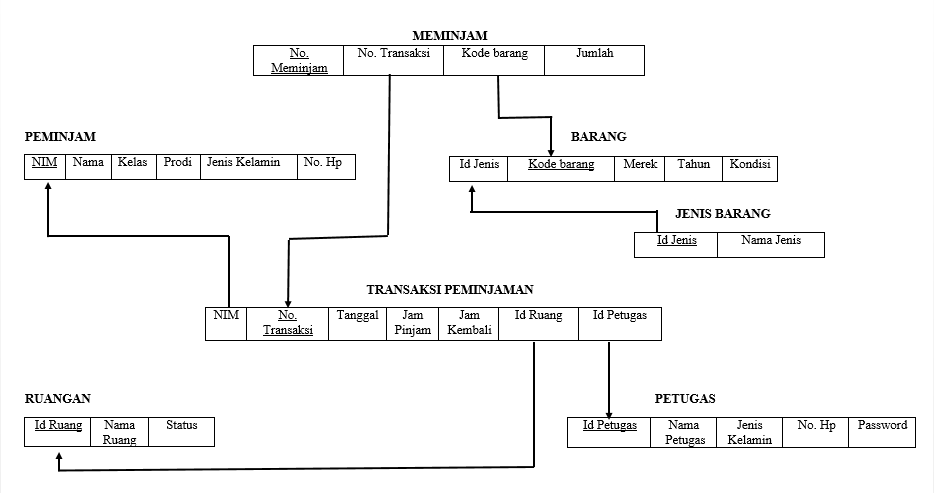 MEMINJAM
No. Meminjam No. Transaksi Kode barang Jumlah
PEMINJAM
NIM Nama Kelas Prodi Jenis Kelamin No. Hp
BARANG
Id Jenis Kode barang Merek Tahun Kondisi
JENIS BARANG
Id Jenis Nama Jenis
TRANSAKSI PEMINJAMAN
NIM No. Transaksi Tanggal Jam Pinjam Jam Kembali Id Ruang Id Petugas
RUANGAN
Id Ruang Nama Ruang Status
PETUGAS
Id Petugas Nama Petugas Jenis Kelamin No. Hp Password